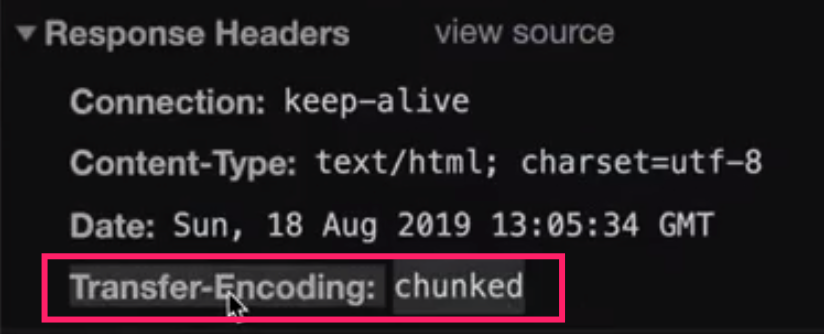 Response Headers view source
Connection: keep-alive
Content-Type: text/html; charset=utf-8
Date: Sun, 18 Aug 2019 13:05:34 GMT
Transfer-Encoding: chunked